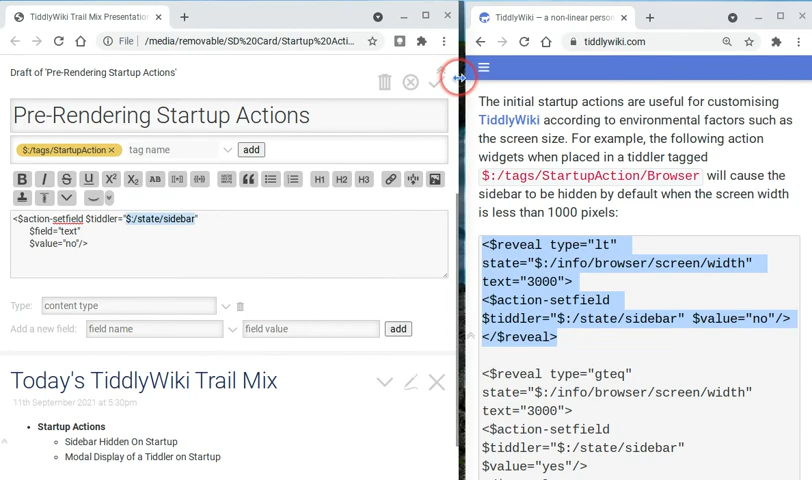 TiddlyWiki Trail Mix Presentation
File
/media/removable/SD Card/Startup%20Acti...
Draft of 'Pre-Rendering Startup Actions'
Pre-Rendering Startup Actions
$:/tags/StartupAction ×
tag name
add
B I S U X² X₂ AB
H1 H2 H3
<$action-setfield $tiddler="$:/state/sidebar"
$field="text"
$value="no"/>
Type: content type
Add a new field: field name field value add
Today's TiddlyWiki Trail Mix
11th September 2021 at 5:30pm
Startup Actions
Sidebar Hidden On Startup
Modal Display of a Tiddler on Startup
TiddlyWiki — a non-linear perso
tiddlywiki.com
The initial startup actions are useful for customising
TiddlyWiki according to environmental factors such as
the screen size. For example, the following action
widgets when placed in a tiddler tagged
$:/tags/StartupAction/Browser will cause the
sidebar to be hidden by default when the screen width
is less than 1000 pixels:
<$reveal type="lt"
state="$:/info/browser/screen/width"
text="3000">
<$action-setfield
$tiddler="$:/state/sidebar" $value="no"/>
</$reveal>
<$reveal type="gteq"
state="$:/info/browser/screen/width"
text="3000">
<$action-setfield
$tiddler="$:/state/sidebar"
$value="yes"/>